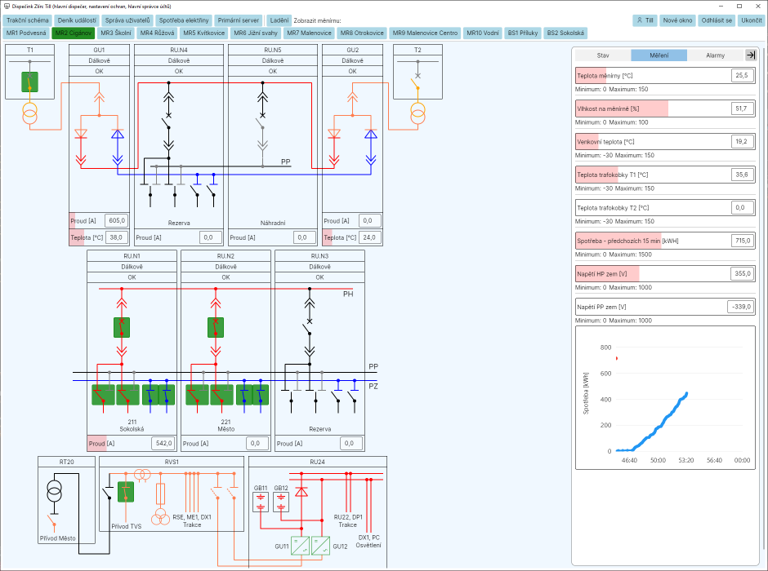 Dispečink Zlín: Till (hlavní dispečer, nastavení ochran, hlavní správce účtů)
Trakční schéma Deník událostí Správa uživatelů Spotřeba elektřiny Primární server Ladění Zobrazit měnírnu: Till Nové okno Odhlásit se Ukončit
MR1 Podvesná MR2 Cigánov MR3 Školní MR4 Růžová MR5 Kvítkovice MR6 Jižní svahy MR7 Malenovice MR8 Otrokovice MR9 Malenovice Centro MR10 Vodní BS1 Příluky BS2 Sokolská
T1 GU1 RU.N4 RU.N5 GU2 T2
Dálkově Dálkově Dálkově Dálkově
OK OK OK OK
PP
Proud [A] 605,0 Rezerva Náhradní Proud [A] 0,0
Teplota [°C] 38,0 0,0 0,0 Teplota [°C] 24,0
RU.N1 RU.N2 RU.N3
Dálkově Dálkově Dálkově
OK OK OK
PH
PP
PZ
211 221
Sokolská Město Rezerva
Proud [A] 542,0 0,0 0,0
RT20 RVS1 RU24
GB11 GB12
Přívod Město Přívod TVS
RSE, ME1, DX1
Trakce
RU22, DP1
Trakce
DX1, PC
Osvětlení
GU11 GU12
Stav Měření Alarmy
Teplota měnírny [°C] 25,5
Minimum: 0 Maximum: 150
Vlhkost na měnírně [%] 51,7
Minimum: 0 Maximum: 100
Venkovní teplota [°C] 19,2
Minimum: -30 Maximum: 150
Teplota trafokobky T1 [°C] 35,6
Minimum: -30 Maximum: 150
Teplota trafokobky T2 [°C] 0,0
Minimum: -30 Maximum: 150
Spotřeba - předchozích 15 min [kWH] 715,0
Minimum: 0 Maximum: 1500
Napětí HP zem [V] 355,0
Minimum: 0 Maximum: 1000
Napětí PP zem [V] -339,0
Minimum: 0 Maximum: 1000
Spotřeba [kWh]
800
600
400
200
0
46:40 50:00 53:20 56:40 00:00